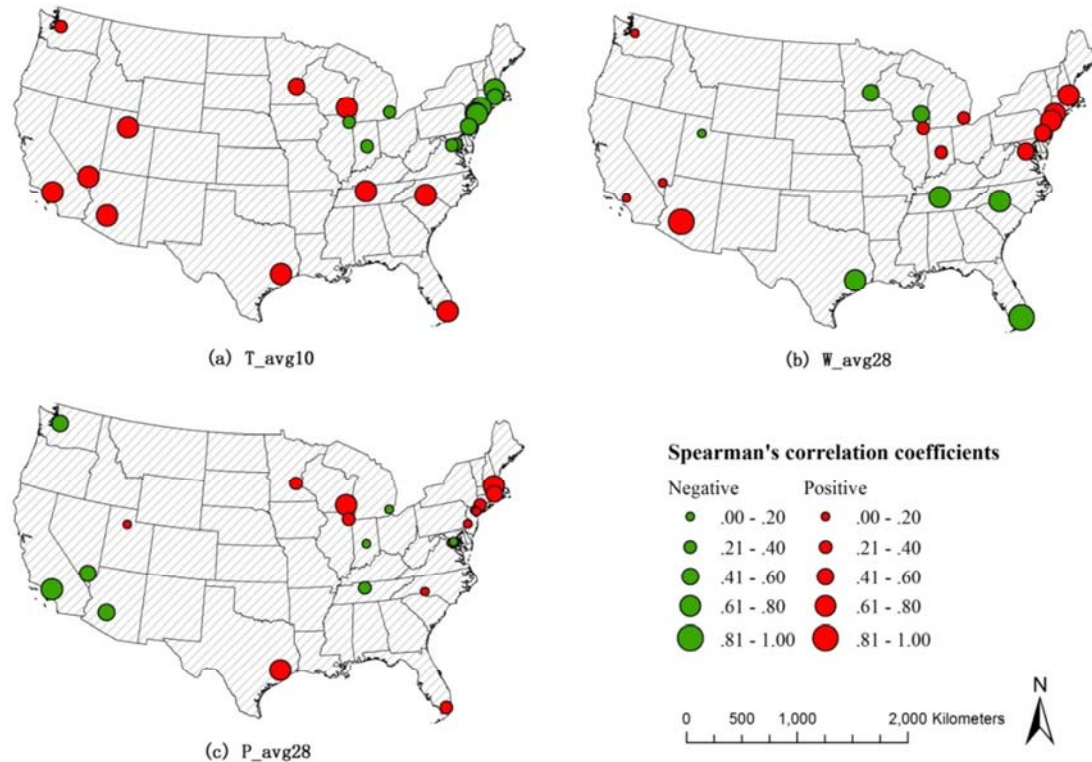 (a) T_avg10
(b) W_avg28
(c) P_avg28
Spearman's correlation coefficients
Negative Positive
.00 - .20 .00 - .20
.21 - .40 .21 - .40
.41 - .60 .41 - .60
.61 - .80 .61 - .80
.81 - 1.00 .81 - 1.00
N
0 500 1,000 2,000 Kilometers